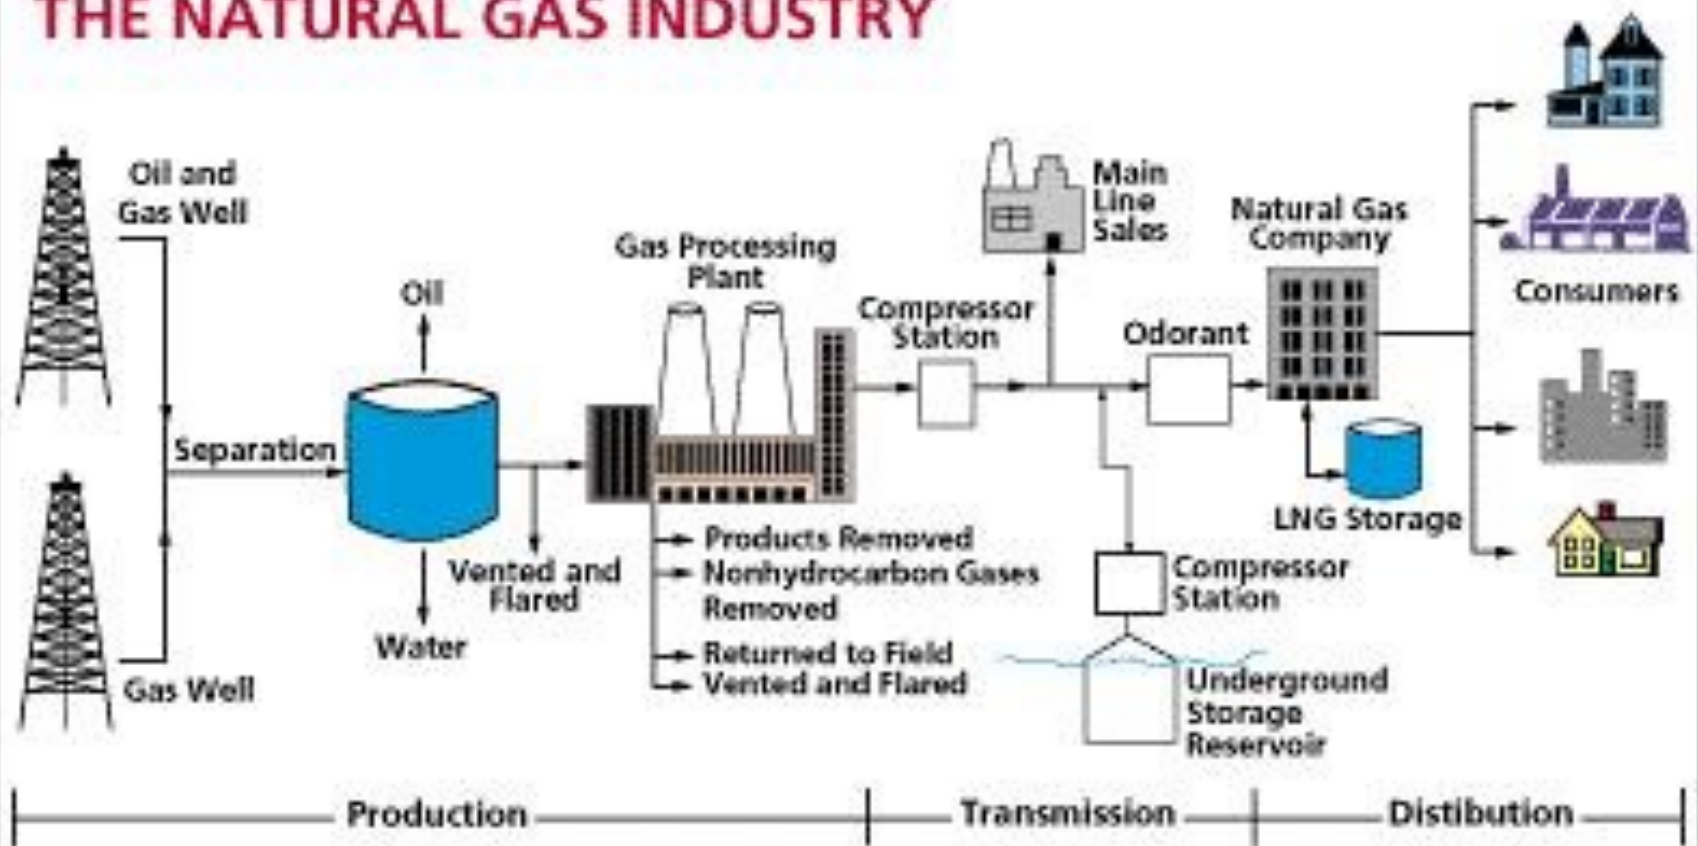 THE NATURAL GAS INDUSTRY
Oil and
Gas Well
Gas Well
Separation
Oil
Water
Vented and
Flared
Gas Processing
Plant
Products Removed
Nonhydrocarbon Gases
Removed
Returned to Field
Vented and Flared
Compressor
Station
Main
Line
Sales
Compressor
Station
Underground
Storage
Reservoir
Odorant
Natural Gas
Company
LNG Storage
Consumers
Production
Transmission
Distibution